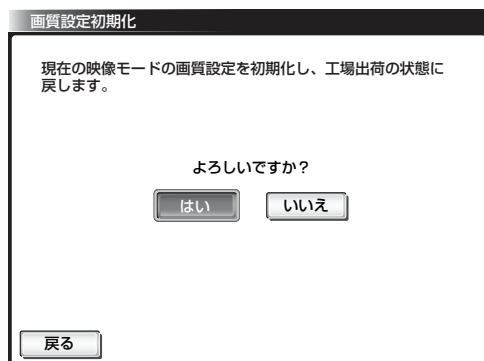 画質設定初期化
現在の映像モードの画質設定を初期化し、工場出荷の状態に
戻します。
よろしいですか？
はい
いいえ
戻る